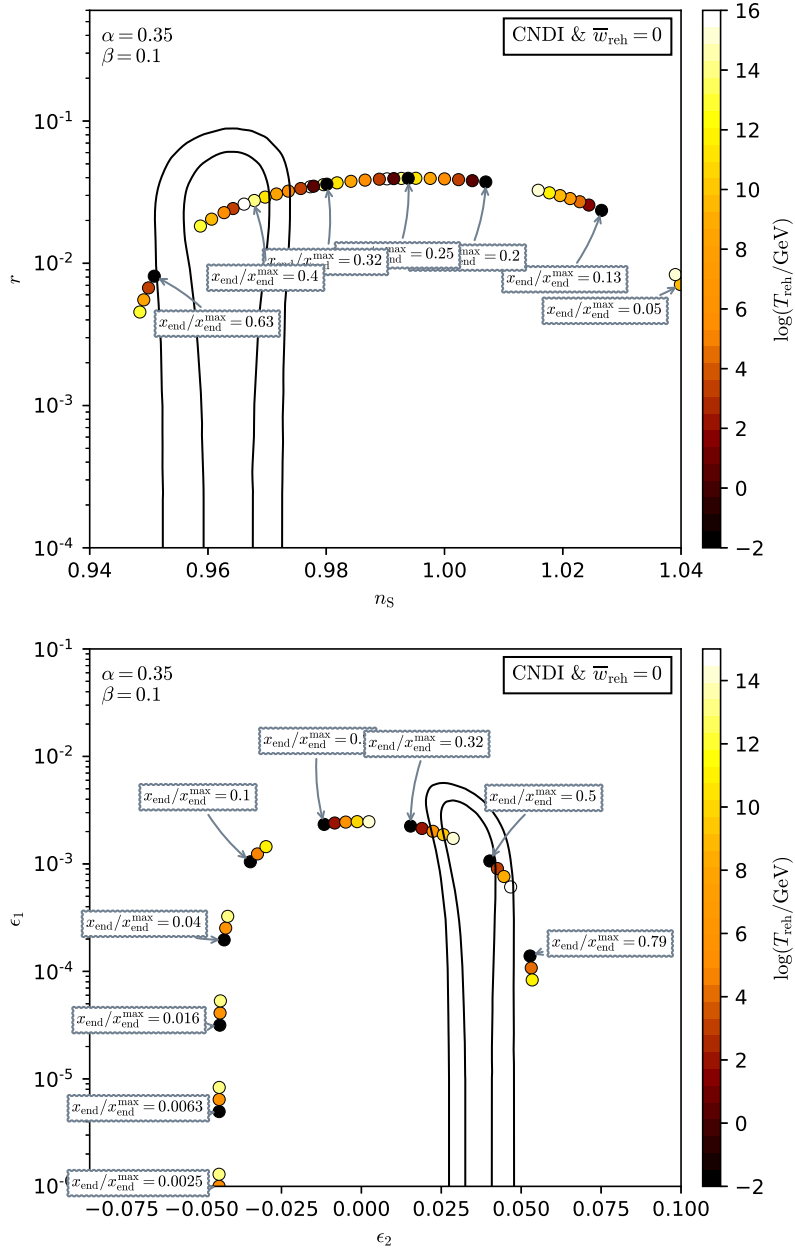 α = 0.35
β = 0.1
CNDI & w̅_reh = 0
10^-1
10^-2
10^-3
10^-4
r
x_end/x_end^max = 0.32
x_end^max = 0.25
x_end^max = 0.2
x_end/x_end^max = 0.4
x_end/x_end^max = 0.13
x_end/x_end^max = 0.05
x_end/x_end^max = 0.63
0.94 0.96 0.98 1.00 1.02 1.04
n_S
16
14
12
10
8
6
4
2
0
−2
log(T_reh/GeV)
α = 0.35
β = 0.1
CNDI & w̅_reh = 0
10^-1
10^-2
10^-3
10^-4
10^-5
10^-6
ϵ_1
x_end/x_end^max = 0.
x_end/x_end^max = 0.32
x_end/x_end^max = 0.1
x_end/x_end^max = 0.5
x_end/x_end^max = 0.04
x_end/x_end^max = 0.79
x_end/x_end^max = 0.016
x_end/x_end^max = 0.0063
x_end/x_end^max = 0.0025
−0.075 −0.050 −0.025 0.000 0.025 0.050 0.075 0.100
ϵ_2
14
12
10
8
6
4
2
0
−2
log(T_reh/GeV)